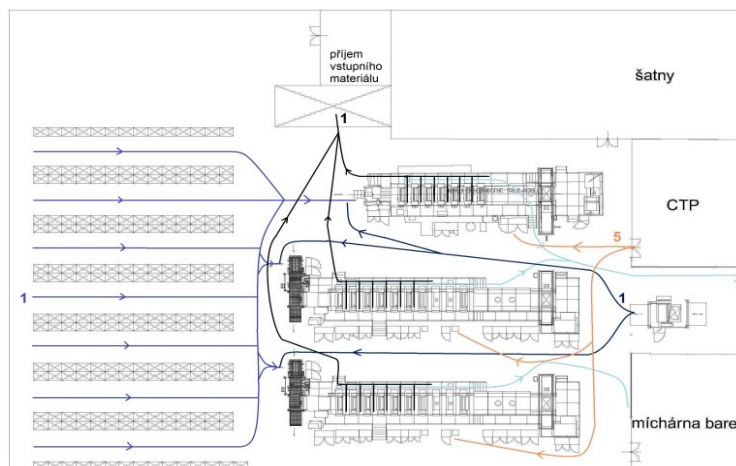 příjem
vstupního
materiálu
šatny
1
CTP
5
1
1
míchárna bare